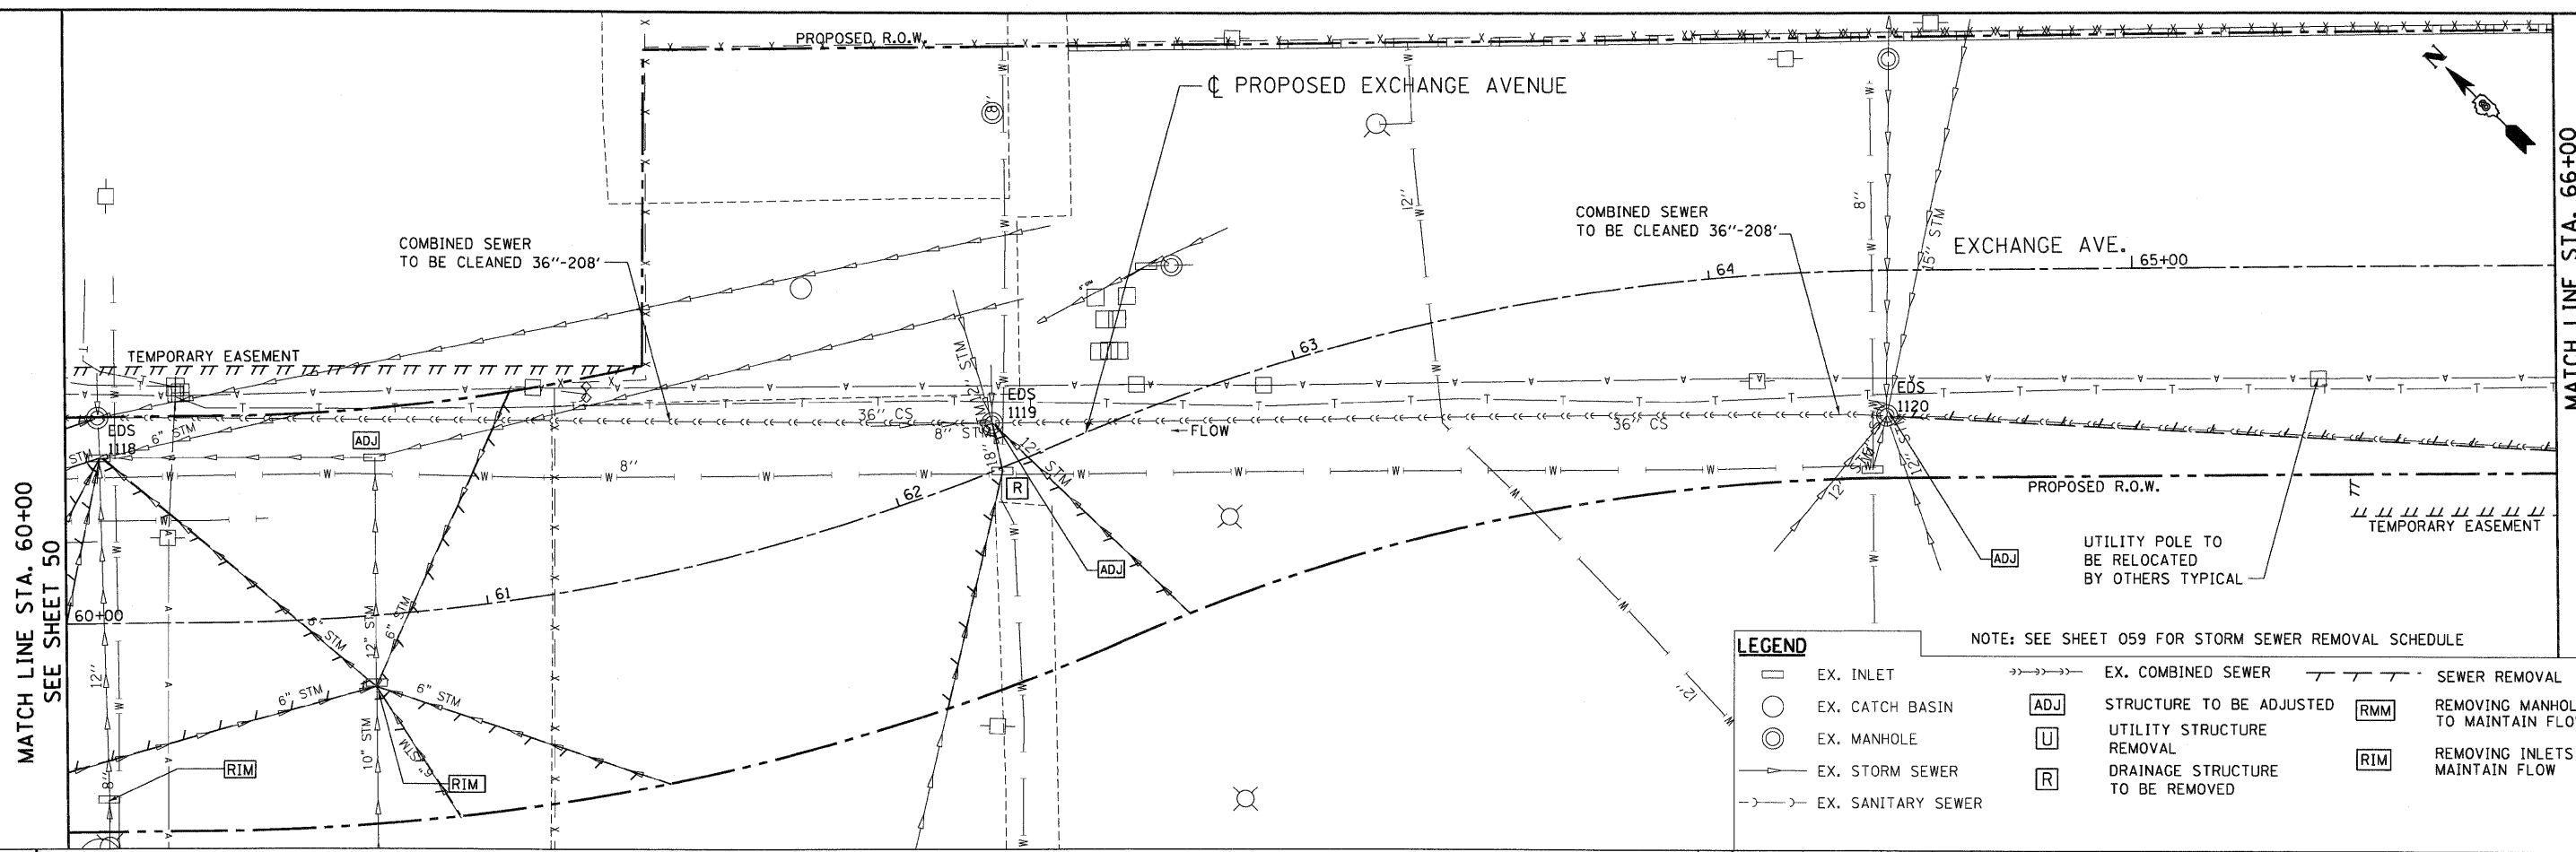 PROPOSED R.O.W.
℄ PROPOSED EXCHANGE AVENUE
N
8"
12"
8"
15" STM
COMBINED SEWER
TO BE CLEANED 36"-208'
COMBINED SEWER
TO BE CLEANED 36"-208'
EXCHANGE AVE.
65+00
64
63
62
61
60+00
TEMPORARY EASEMENT
EDS
1118
6" STM
STM
ADJ
36" CS
8" STM
12" STM
EDS
1119
FLOW
18"
12" STM
R
ADJ
36" CS
EDS
1120
12" STM
12" S
ADJ
8"
PROPOSED R.O.W.
TEMPORARY EASEMENT
UTILITY POLE TO
BE RELOCATED
BY OTHERS TYPICAL
12"
8"
RIM
6" STM
6" STM
12" STM
6" STM
6" STM
10" STM
6" STM
RIM
12"
MATCH LINE STA. 60+00
SEE SHEET 50
MATCH LINE STA. 66+00
NOTE: SEE SHEET 059 FOR STORM SEWER REMOVAL SCHEDULE
LEGEND
EX. INLET
EX. CATCH BASIN
EX. MANHOLE
EX. STORM SEWER
EX. SANITARY SEWER
EX. COMBINED SEWER
ADJ STRUCTURE TO BE ADJUSTED
U UTILITY STRUCTURE
REMOVAL
R DRAINAGE STRUCTURE
TO BE REMOVED
SEWER REMOVAL
RMM REMOVING MANHOL
TO MAINTAIN FLO
RIM REMOVING INLETS
MAINTAIN FLOW